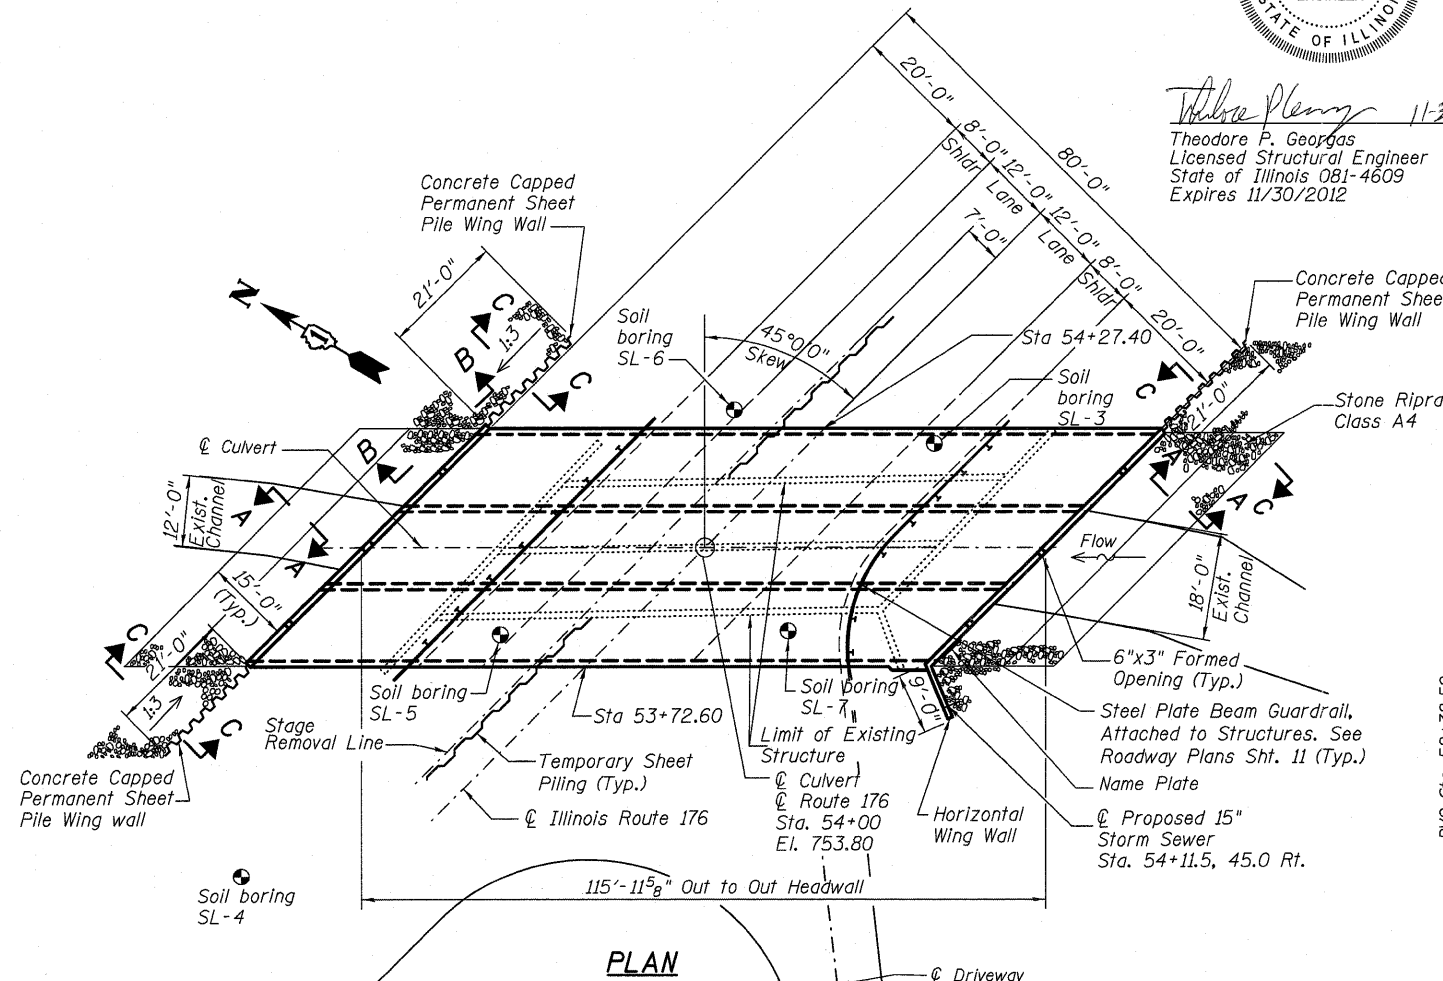 STATE OF ILLINOI
11-3
Theodore P. Georgas
Licensed Structural Engineer
State of Illinois 081-4609
Expires 11/30/2012
20'-0"
8'-0"
Shldr
12'-0"
Lane
12'-0"
Lane
8'-0"
Shldr
20'-0"
80'-0"
7'-0"
Concrete Capped
Permanent Sheet
Pile Wing Wall
21'-0"
N
1
C
B
1:3
C
Soil
boring
SL-6
45°0'0"
Skew
Sta 54+27.40
Soil
boring
SL-3
Concrete Capped
Permanent Shee
Pile Wing Wall
C
21'-0"
Stone Ripra
Class A4
℄ Culvert
B
A
A
12'-0"
Exist.
Channel
15'-0"
(Typ.)
A
A
C
Flow
18'-0"
Exist.
Channel
C
21'-0"
1:3
C
Concrete Capped
Permanent Sheet
Pile Wing wall
Soil boring
SL-5
Stage
Removal Line
Sta 53+72.60
Temporary Sheet
Piling (Typ.)
℄ Illinois Route 176
Soil boring
SL-7
Limit of Existing
Structure
℄ Culvert
℄ Route 176
Sta. 54+00
El. 753.80
9'-0"
Horizontal
Wing Wall
6"x3" Formed
Opening (Typ.)
Steel Plate Beam Guardrail,
Attached to Structures. See
Roadway Plans Sht. 11 (Typ.)
Name Plate
℄ Proposed 15"
Storm Sewer
Sta. 54+11.5, 45.0 Rt.
Soil boring
SL-4
115'-11⅝" Out to Out Headwall
PLAN
℄ Driveway